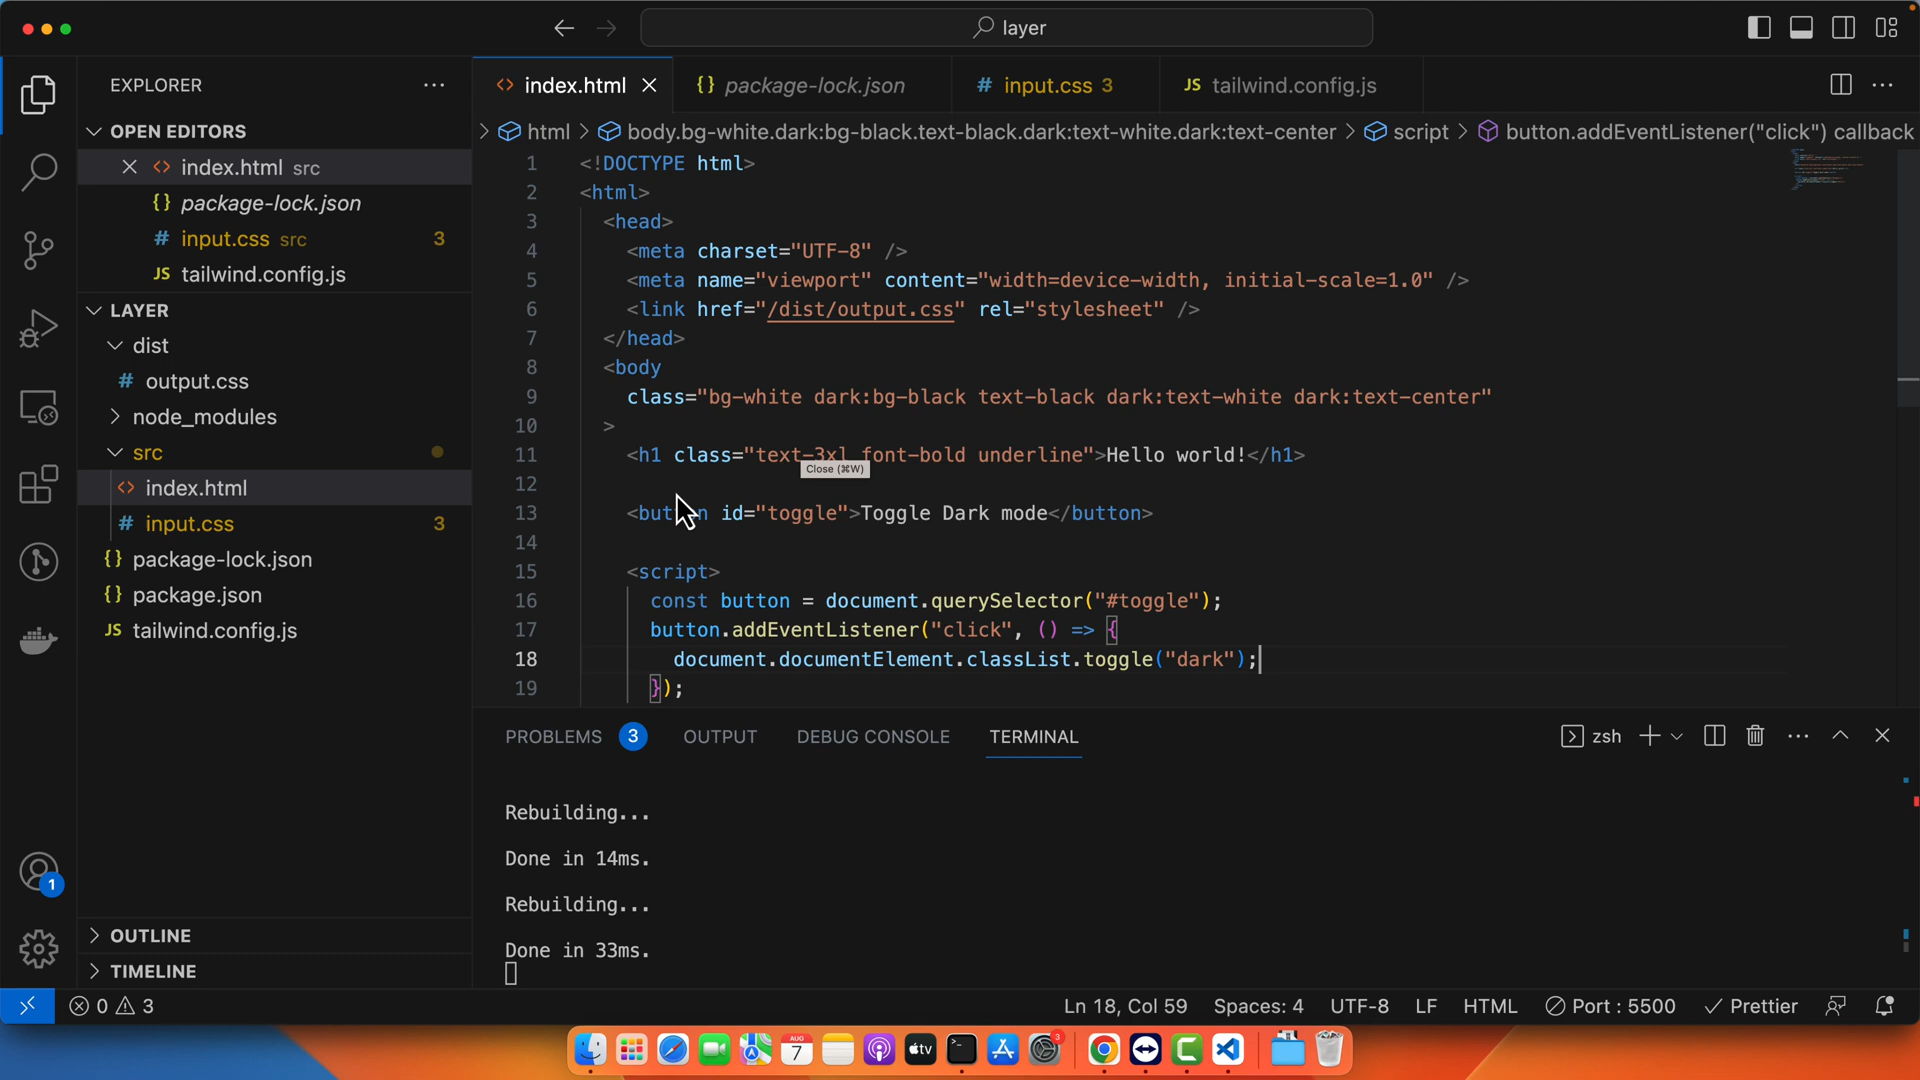 layer
EXPLORER
index.html
package-lock.json
input.css 3
tailwind.config.js
OPEN EDITORS
html
body.bg-white.dark:bg-black.text-black.dark:text-white.dark:text-center
script
button.addEventListener("click") callback
index.html src
package-lock.json
input.css src 3
tailwind.config.js
LAYER
dist
output.css
node_modules
src
index.html
input.css 3
package-lock.json
package.json
tailwind.config.js
OUTLINE
TIMELINE
1 <!DOCTYPE html>
2 <html>
3 <head>
4 <meta charset="UTF-8" />
5 <meta name="viewport" content="width=device-width, initial-scale=1.0" />
6 <link href="/dist/output.css" rel="stylesheet" />
7 </head>
8 <body
9 class="bg-white dark:bg-black text-black dark:text-white dark:text-center"
10 >
11 <h1 class="text-3xl font-bold underline">Hello world!</h1>
Close (⌘W)
12
13 <button id="toggle">Toggle Dark mode</button>
14
15 <script>
16 const button = document.querySelector("#toggle");
17 button.addEventListener("click", () => {
18 document.documentElement.classList.toggle("dark");
19 });
PROBLEMS 3 OUTPUT DEBUG CONSOLE TERMINAL
zsh
Rebuilding...
Done in 14ms.
Rebuilding...
Done in 33ms.
1
0 3
Ln 18, Col 59 Spaces: 4 UTF-8 LF HTML Port : 5500 Prettier
AUG
7
tv
3